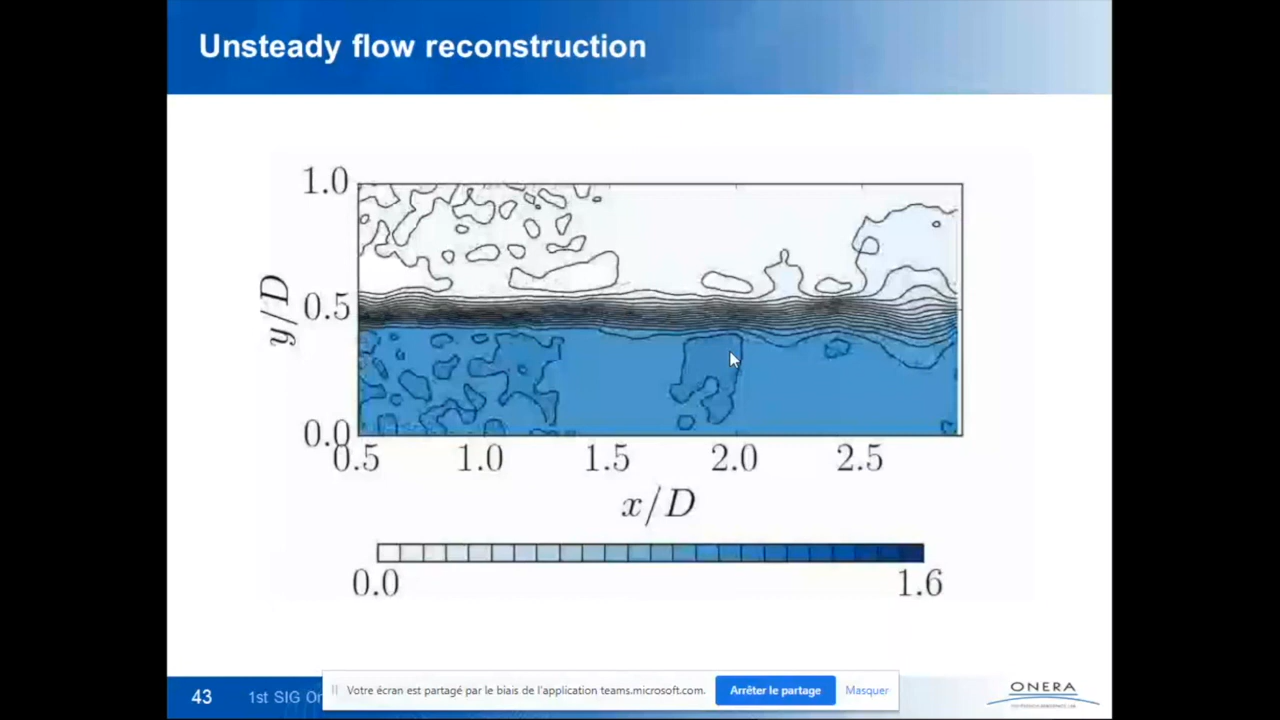 Unsteady flow reconstruction
1.0
0.5
0.0
y/D
0.5 1.0 1.5 2.0 2.5
x/D
0.0 1.6
43 1st SIG
Votre écran est partagé par le biais de l'application teams.microsoft.com. Arrêter le partage Masquer
ONERA